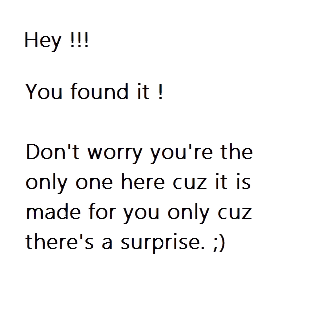 Hey !!!
You found it !
Don't worry you're the
only one here cuz it is
made for you only cuz
there's a surprise. ;)